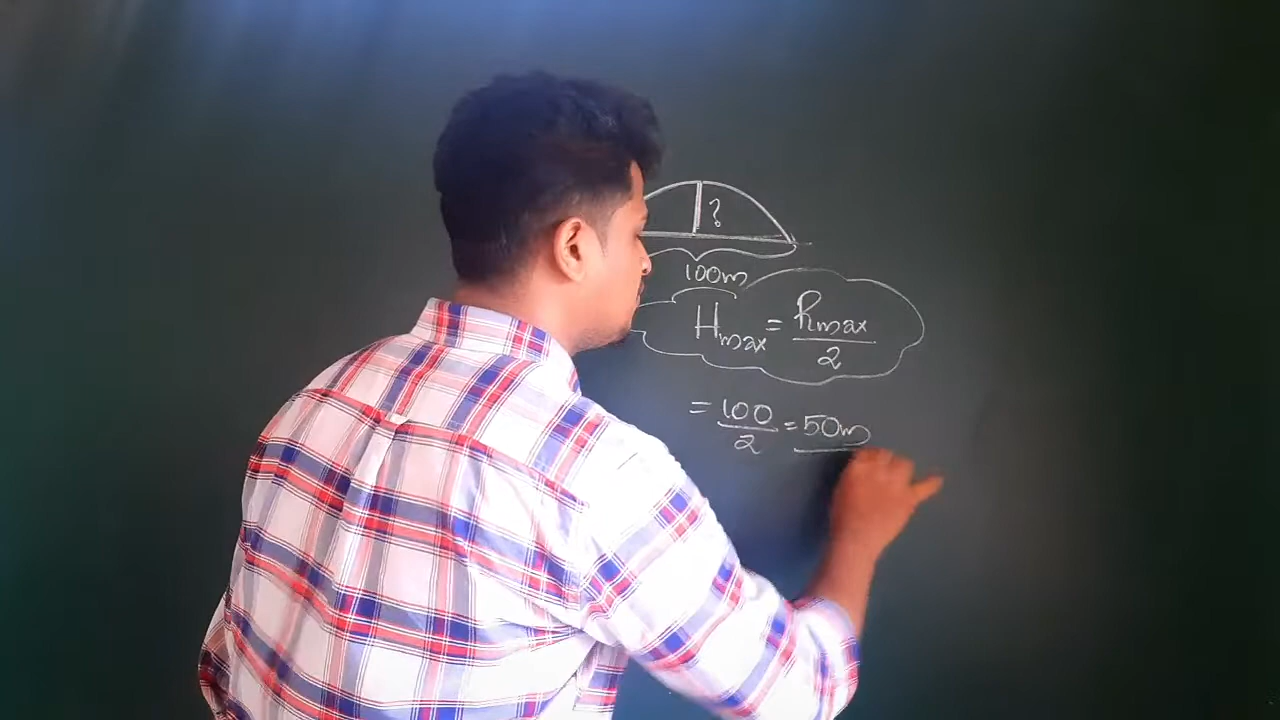 ?
100m
Hmax = Rmax/2
= 100/2 = 50m